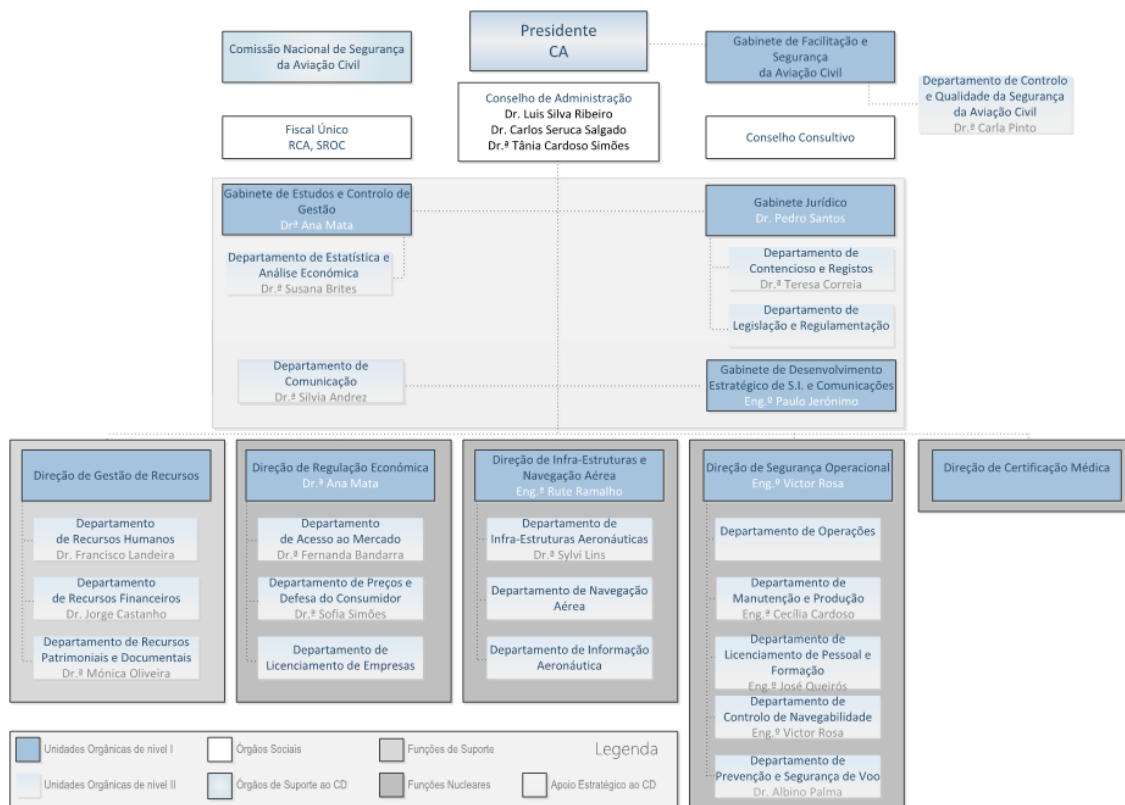 Presidente
CA
Comissão Nacional de Segurança
da Aviação Civil
Gabinete de Facilitação e
Segurança
da Aviação Civil
Departamento de Controlo
e Qualidade da Segurança
da Aviação Civil
Dr.ª Carla Pinto
Conselho de Administração
Dr. Luis Silva Ribeiro
Dr. Carlos Seruca Salgado
Dr.ª Tânia Cardoso Simões
Fiscal Único
RCA, SROC
Conselho Consultivo
Gabinete de Estudos e Controlo de
Gestão
Drª Ana Mata
Gabinete Jurídico
Dr. Pedro Santos
Departamento de Estatística e
Análise Económica
Dr.ª Susana Brites
Departamento de
Contencioso e Registos
Dr.ª Teresa Correia
Departamento de
Legislação e Regulamentação
Departamento de
Comunicação
Dr.ª Silvia Andrez
Gabinete de Desenvolvimento
Estratégico de S.I. e Comunicações
Eng.º Paulo Jerónimo
Direção de Gestão de Recursos
Departamento
de Recursos Humanos
Dr. Francisco Landeira
Departamento
de Recursos Financeiros
Dr. Jorge Castanho
Departamento de Recursos
Patrimoniais e Documentais
Dr.ª Mónica Oliveira
Direção de Regulação Económica
Dr.ª Ana Mata
Departamento
de Acesso ao Mercado
Dr.ª Fernanda Bandarra
Departamento de Preços e
Defesa do Consumidor
Dr.ª Sofia Simões
Departamento de
Licenciamento de Empresas
Direção de Infra-Estruturas e
Navegação Aérea
Eng.ª Rute Ramalho
Departamento de
Infra-Estruturas Aeronáuticas
Dr.ª Sylvi Lins
Departamento de Navegação
Aérea
Departamento de Informação
Aeronáutica
Direção de Segurança Operacional
Eng.º Victor Rosa
Departamento de Operações
Departamento de
Manutenção e Produção
Eng.ª Cecília Cardoso
Departamento de
Licenciamento de Pessoal e
Formação
Eng.º José Queirós
Departamento de
Controlo de Navegabilidade
Eng.º Victor Rosa
Departamento de
Prevenção e Segurança de Voo
Dr. Albino Palma
Direção de Certificação Médica
Legenda
Unidades Orgânicas de nível I
Órgãos Sociais
Funções de Suporte
Unidades Orgânicas de nível II
Órgãos de Suporte ao CD
Funções Nucleares
Apoio Estratégico ao CD